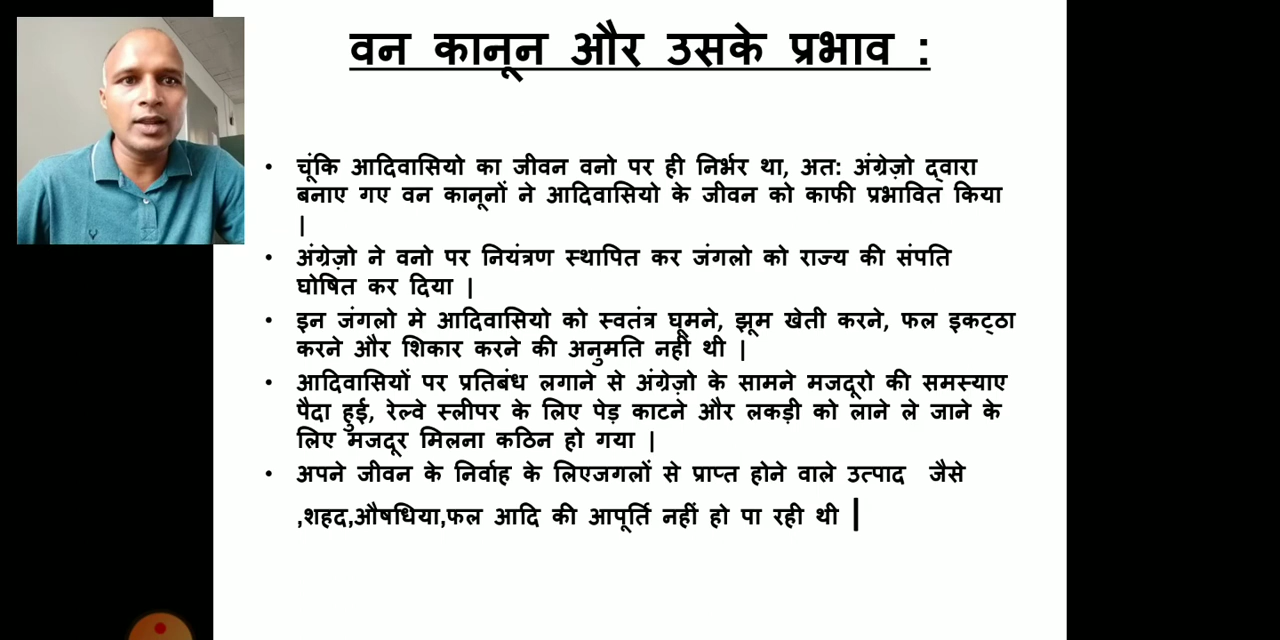 वन कानून और उसके प्रभाव :
• चूंकि आदिवासियो का जीवन वनो पर ही निर्भर था, अत: अंग्रेज़ो द्वारा
बनाए गए वन कानूनों ने आदिवासियो के जीवन को काफी प्रभावित किया
|
• अंग्रेज़ो ने वनो पर नियंत्रण स्थापित कर जंगलो को राज्य की संपति
घोषित कर दिया |
• इन जंगलो मे आदिवासियो को स्वतंत्र घूमने, झूम खेती करने, फल इकट्ठा
करने और शिकार करने की अनुमति नहीं थी |
• आदिवासियों पर प्रतिबंध लगाने से अंग्रेज़ो के सामने मजदूरो की समस्याए
पैदा हुई, रेल्वे स्लीपर के लिए पेड़ काटने और लकड़ी को लाने ले जाने के
लिए मजदूर मिलना कठिन हो गया |
• अपने जीवन के निर्वाह के लिएजगलों से प्राप्त होने वाले उत्पाद जैसे
,शहद,औषधिया,फल आदि की आपूर्ति नहीं हो पा रही थी |